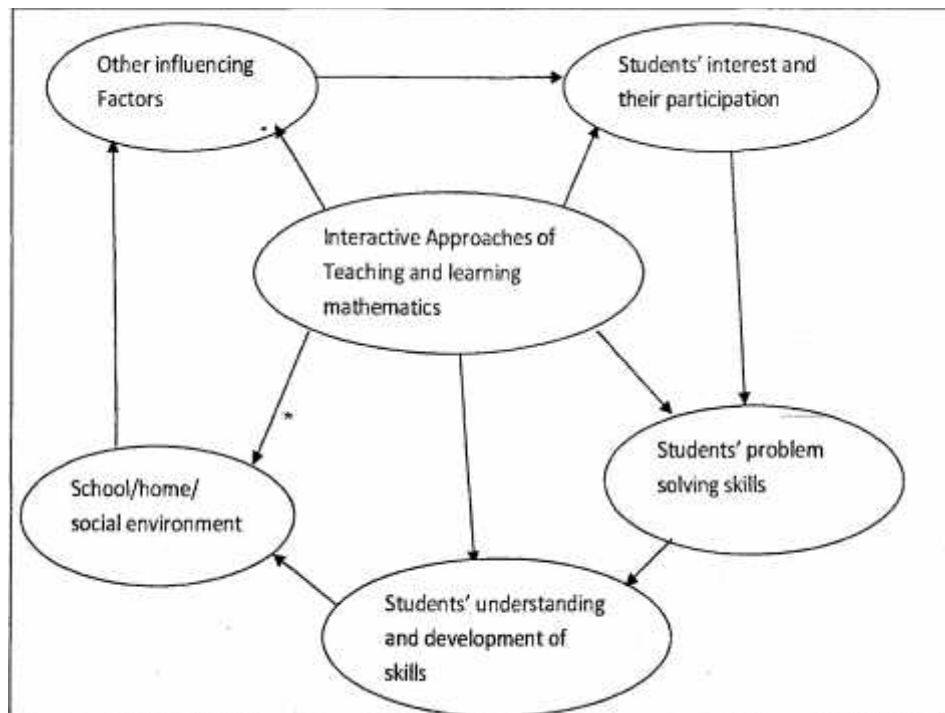 Other influencing
Factors
Students' interest and
their participation
Interactive Approaches of
Teaching and learning
mathematics
School/home/
social environment
Students' problem
solving skills
Students' understanding
and development of
skills